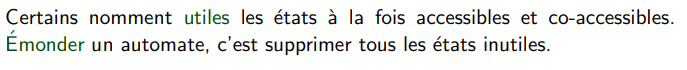 Certains nomment utiles les états à la fois accessibles et co-accessibles.
Émonder un automate, c'est supprimer tous les états inutiles.